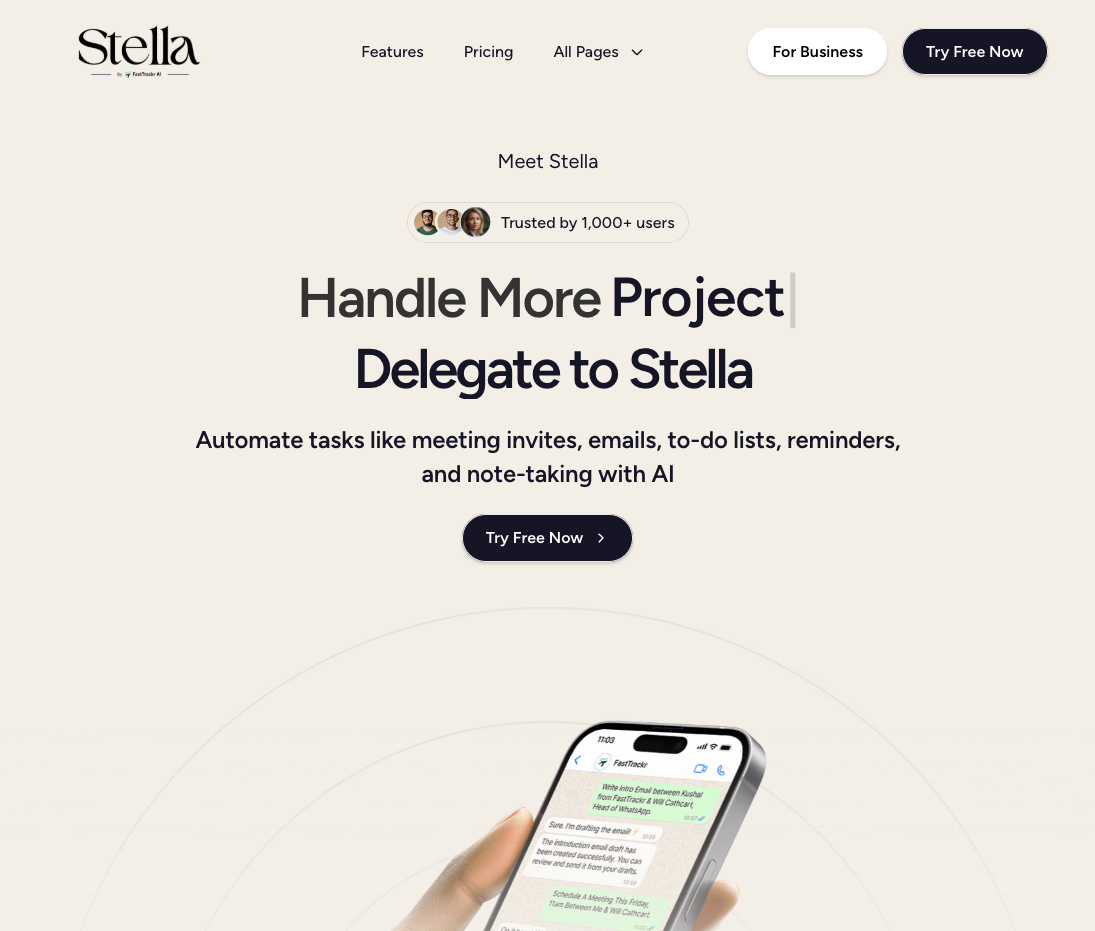 Stella
By FastTrackr AI
Features
Pricing
All Pages
For Business
Try Free Now
Meet Stella
Trusted by 1,000+ users
Handle More Project
Delegate to Stella
Automate tasks like meeting invites, emails, to-do lists, reminders,
and note-taking with AI
Try Free Now
11:03
FastTrackr
Write Intro Email between Kushal
from FastTrackr & Will Cathcart,
Head of WhatsApp.
10:57
Sure. I'm drafting the email⚡
10:58
The introduction email draft has
been created successfully. You can
review and send it from your drafts.
10:58
Schedule A Meeting This Friday,
11am Between Me & Will Cathcart.